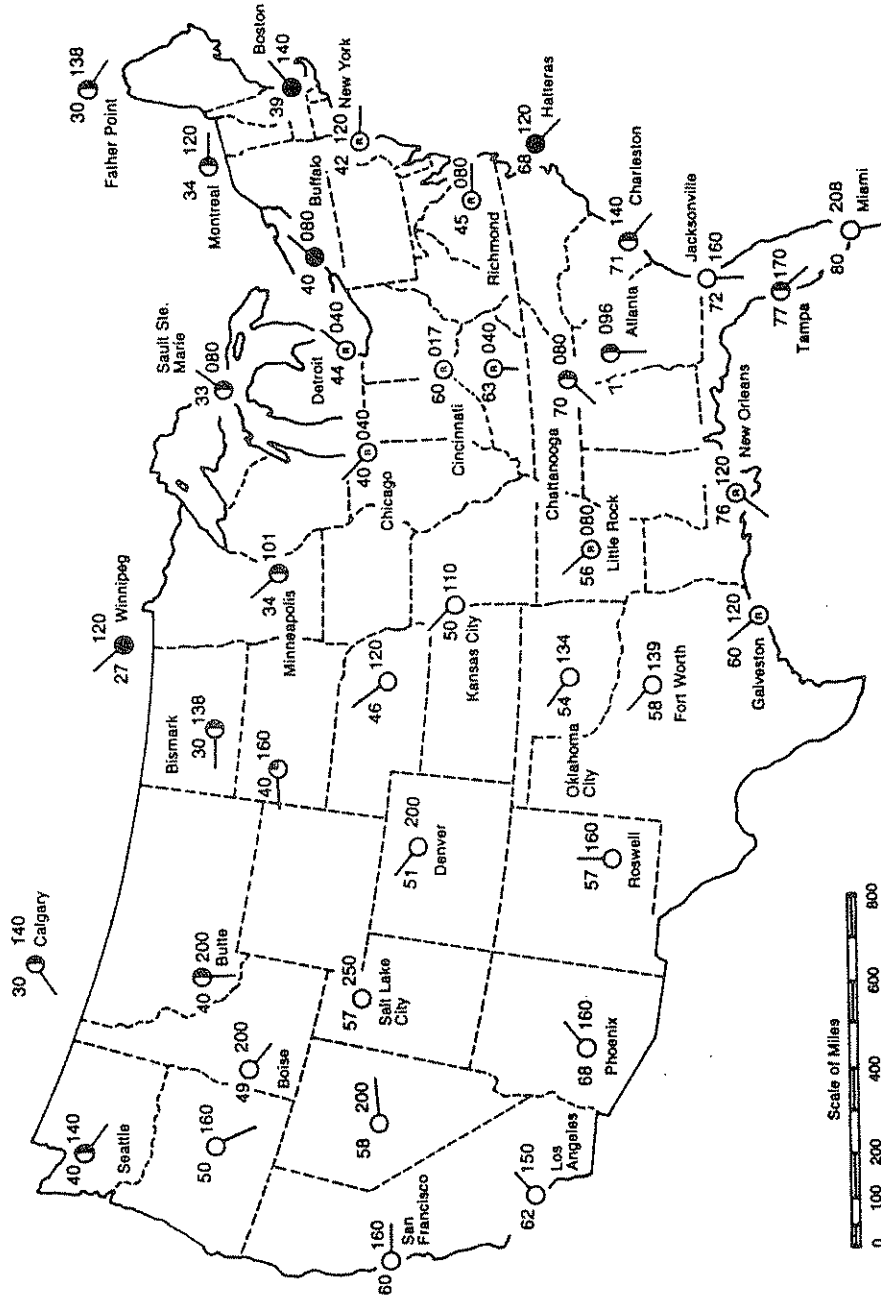 30 140
Calgary
40 140
Seattle
50 160
49 200
Boise
40 200
Butte
27 120
Winnipeg
Bismark
30 138
40 160
34 101
Minneapolis
Sault Ste.
Marie
33 080
Father Point
30 138
34 120
Montreal
Boston
39 140
40 080
Buffalo
42 120
R
New York
44 040
R
Detroit
40 040
R
Chicago
60 160
San
Francisco
58 200
57 250
Salt Lake
City
51 200
Denver
46 120
50 110
Kansas City
60 017
R
Cincinnati
63 040
R
45 080
R
Richmond
68 120
Hatteras
62 150
Los
Angeles
68 160
Phoenix
57 160
Roswell
Oklahoma
City
54 134
58 139
Fort Worth
56 080
R
Little Rock
70 080
Chattanooga
71 096
Atlanta
71 140
Charleston
72 160
Jacksonville
60 120
R
Galveston
76 120
R
New Orleans
77 170
Tampa
80 208
Miami
Scale of Miles
0 100 200 400 600 800